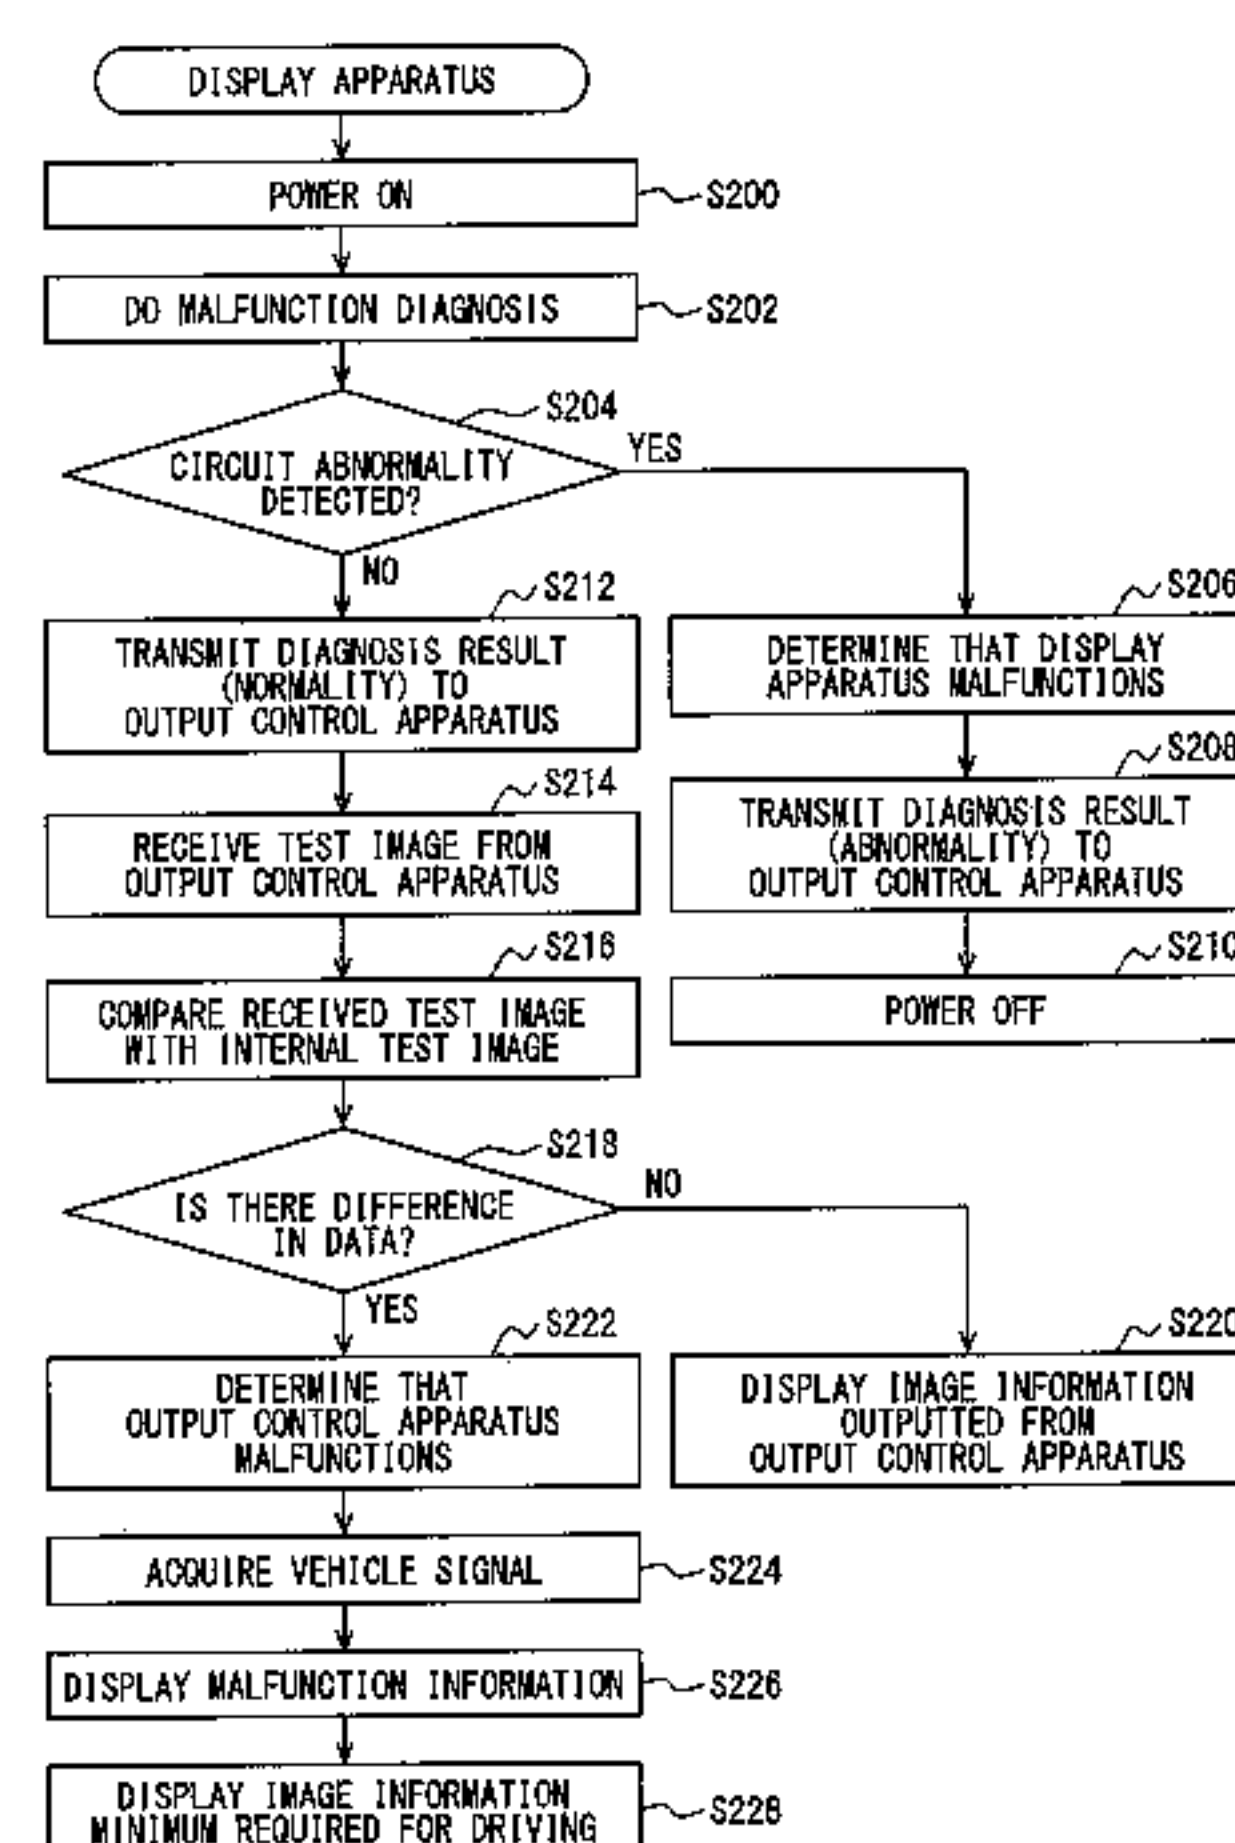 DISPLAY APPARATUS
POWER ON
S200
DO MALFUNCTION DIAGNOSIS
S202
S204
CIRCUIT ABNORMALITY
DETECTED?
YES
NO
S212
TRANSMIT DIAGNOSIS RESULT
(NORMALITY) TO
OUTPUT CONTROL APPARATUS
S206
DETERMINE THAT DISPLAY
APPARATUS MALFUNCTIONS
S208
TRANSMIT DIAGNOSIS RESULT
(ABNORMALITY) TO
OUTPUT CONTROL APPARATUS
S210
POWER OFF
S214
RECEIVE TEST IMAGE FROM
OUTPUT CONTROL APPARATUS
S216
COMPARE RECEIVED TEST IMAGE
WITH INTERNAL TEST IMAGE
S218
IS THERE DIFFERENCE
IN DATA?
NO
YES
S220
DISPLAY IMAGE INFORMATION
OUTPUTTED FROM
OUTPUT CONTROL APPARATUS
S222
DETERMINE THAT
OUTPUT CONTROL APPARATUS
MALFUNCTIONS
ACQUIRE VEHICLE SIGNAL
S224
DISPLAY MALFUNCTION INFORMATION
S226
DISPLAY IMAGE INFORMATION
MINIMUM REQUIRED FOR DRIVING
S228